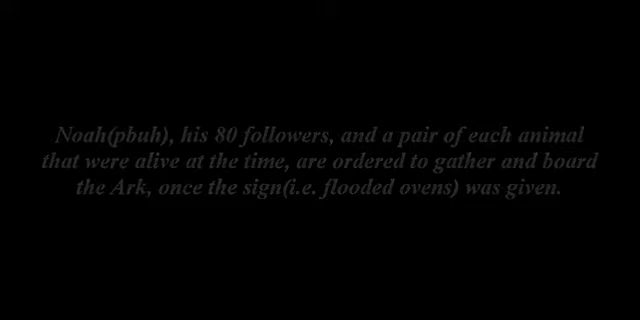 Noah(pbuh), his 80 followers, and a pair of each animal
that were alive at the time, are ordered to gather and board
the Ark, once the sign(i.e. flooded ovens) was given.